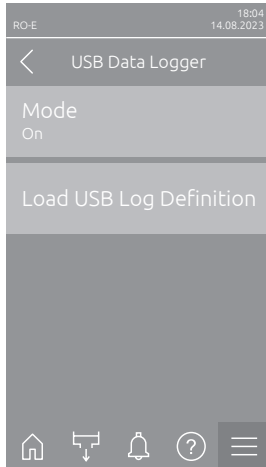 18:04
RO-E 14.08.2023
USB Data Logger
Mode
On
Load USB Log Definition
?